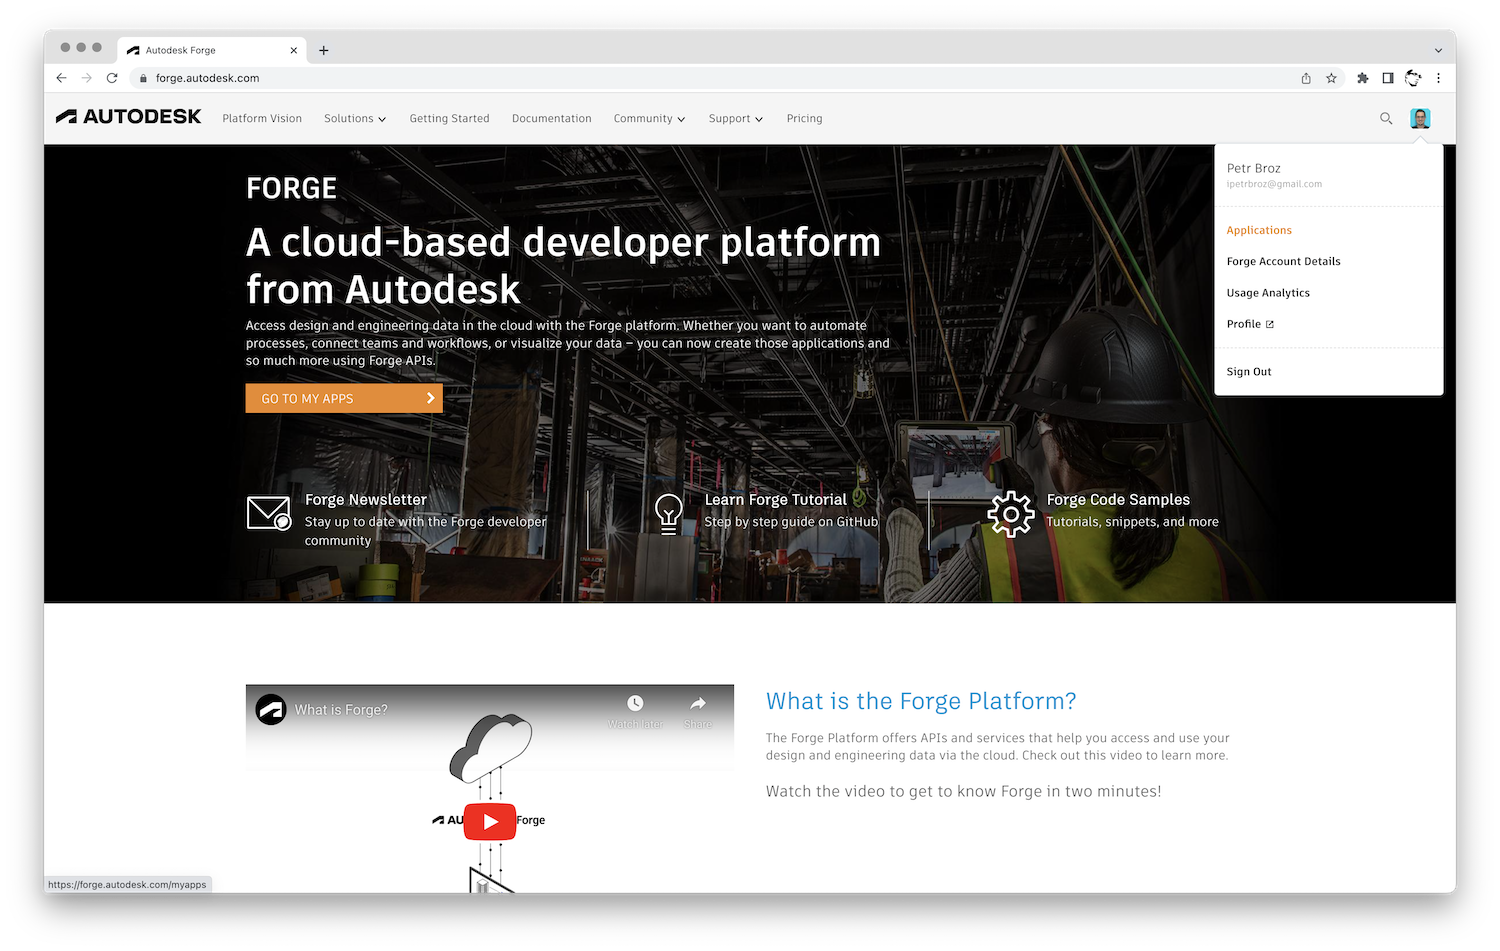 Autodesk Forge
forge.autodesk.com
AUTODESK
Platform Vision
Solutions
Getting Started
Documentation
Community
Support
Pricing
Petr Broz
ipetrbroz@gmail.com
Applications
Forge Account Details
Usage Analytics
Profile
Sign Out
FORGE
A cloud-based developer platform
from Autodesk
Access design and engineering data in the cloud with the Forge platform. Whether you want to automate
processes, connect teams and workflows, or visualize your data – you can now create those applications and
so much more using Forge APIs.
GO TO MY APPS
Forge Newsletter
Stay up to date with the Forge developer
community
Learn Forge Tutorial
Step by step guide on GitHub
Forge Code Samples
Tutorials, snippets, and more
What is Forge?
Watch later
Share
AU
Forge
What is the Forge Platform?
The Forge Platform offers APIs and services that help you access and use your
design and engineering data via the cloud. Check out this video to learn more.
Watch the video to get to know Forge in two minutes!
https://forge.autodesk.com/myapps